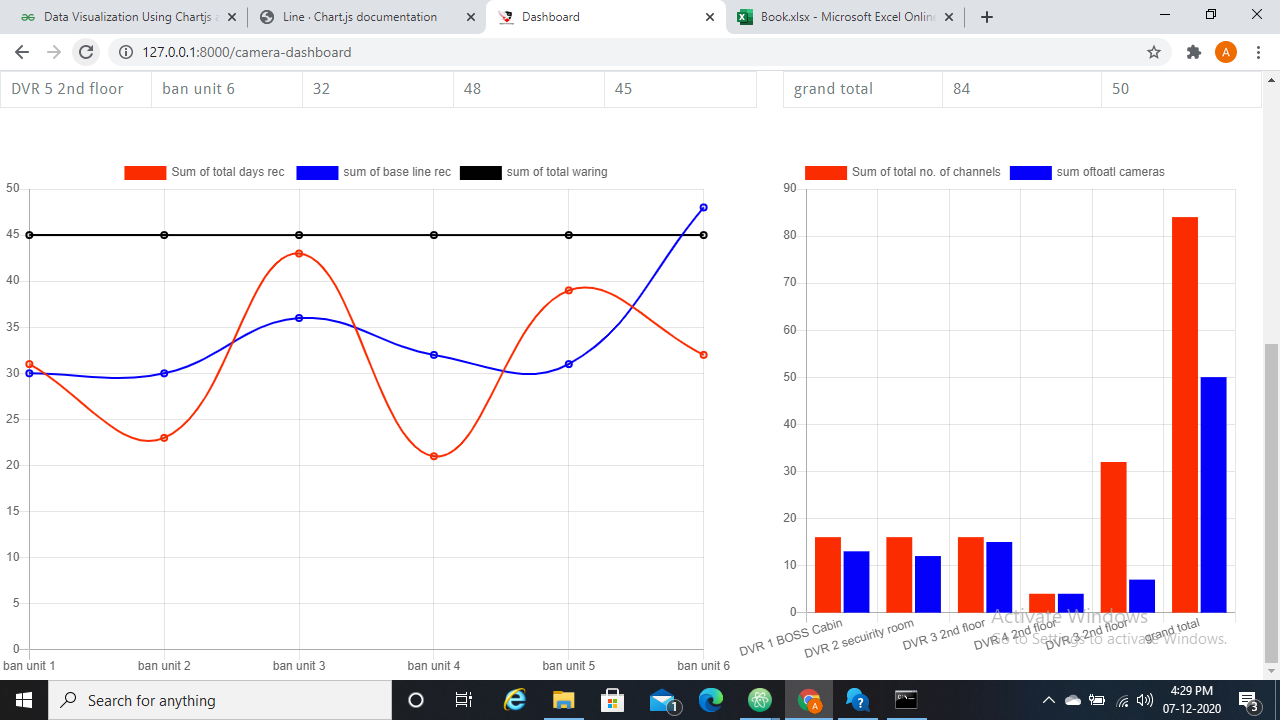 Data Visualization Using Chartjs a
Line · Chart.js documentation
Dashboard
Book.xlsx - Microsoft Excel Online
127.0.0.1:8000/camera-dashboard
A
DVR 5 2nd floor ban unit 6 32 48 45
grand total 84 50
Sum of total days rec sum of base line rec sum of total waring
50
45
40
35
30
25
20
15
10
5
0
ban unit 1 ban unit 2 ban unit 3 ban unit 4 ban unit 5 ban unit 6
Sum of total no. of channels sum oftoatl cameras
90
80
70
60
50
40
30
20
10
0
DVR 1 BOSS Cabin DVR 2 secuirity room DVR 3 2nd floor DVR 4 2nd floor DVR 3 2nd floor grand total
Activate Windows
Go to Settings to activate Windows.
Search for anything
1
A
?
4:29 PM
07-12-2020
3